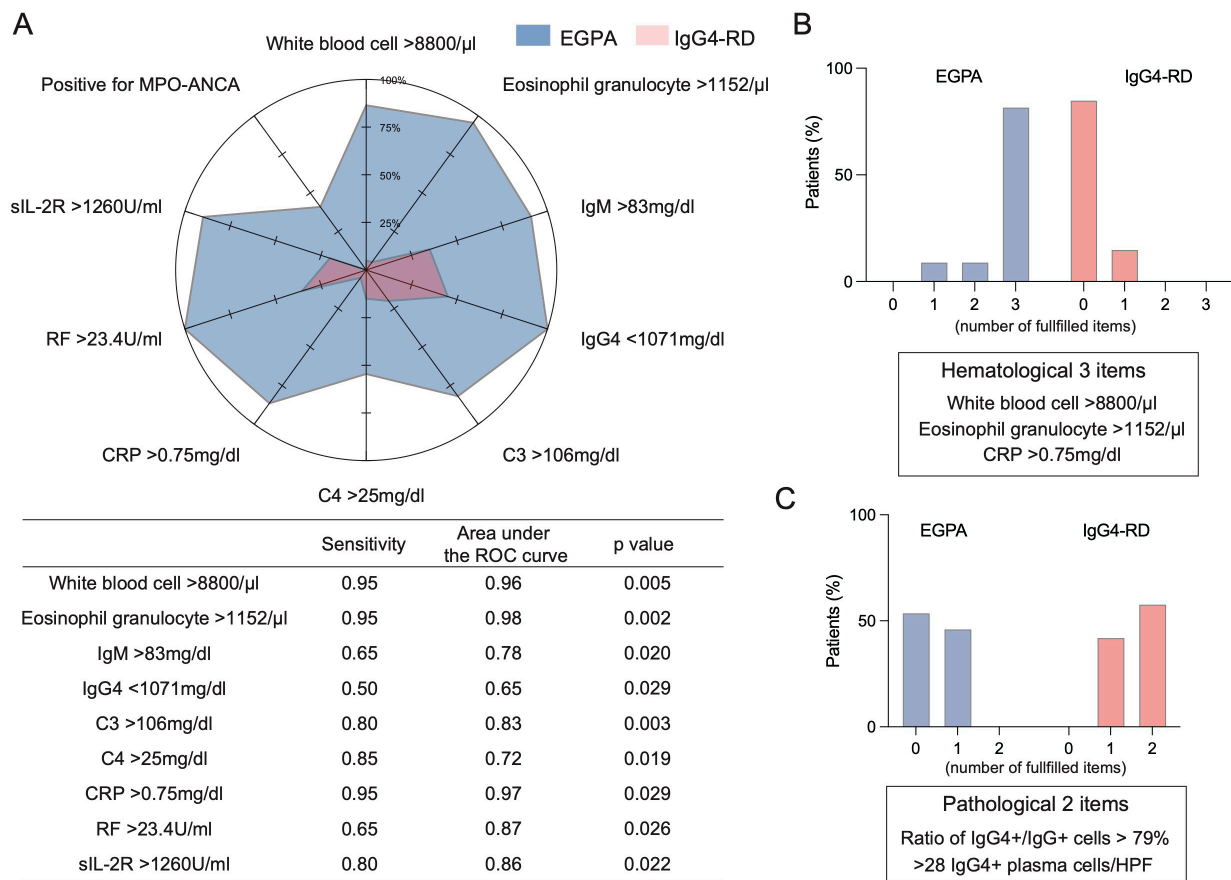 A
EGPA
IgG4-RD
White blood cell >8800/µl
Positive for MPO-ANCA
Eosinophil granulocyte >1152/µl
100%
75%
50%
25%
sIL-2R >1260U/ml
IgM >83mg/dl
RF >23.4U/ml
IgG4 <1071mg/dl
CRP >0.75mg/dl
C3 >106mg/dl
C4 >25mg/dl
Sensitivity
Area under
the ROC curve
p value
White blood cell >8800/µl 0.95 0.96 0.005
Eosinophil granulocyte >1152/µl 0.95 0.98 0.002
IgM >83mg/dl 0.65 0.78 0.020
IgG4 <1071mg/dl 0.50 0.65 0.029
C3 >106mg/dl 0.80 0.83 0.003
C4 >25mg/dl 0.85 0.72 0.019
CRP >0.75mg/dl 0.95 0.97 0.029
RF >23.4U/ml 0.65 0.87 0.026
sIL-2R >1260U/ml 0.80 0.86 0.022
B
EGPA
IgG4-RD
Patients (%)
100
50
0
0 1 2 3 0 1 2 3
(number of fullfilled items)
Hematological 3 items
White blood cell >8800/µl
Eosinophil granulocyte >1152/µl
CRP >0.75mg/dl
C
EGPA
IgG4-RD
Patients (%)
100
50
0
0 1 2 0 1 2
(number of fullfilled items)
Pathological 2 items
Ratio of IgG4+/IgG+ cells > 79%
>28 IgG4+ plasma cells/HPF